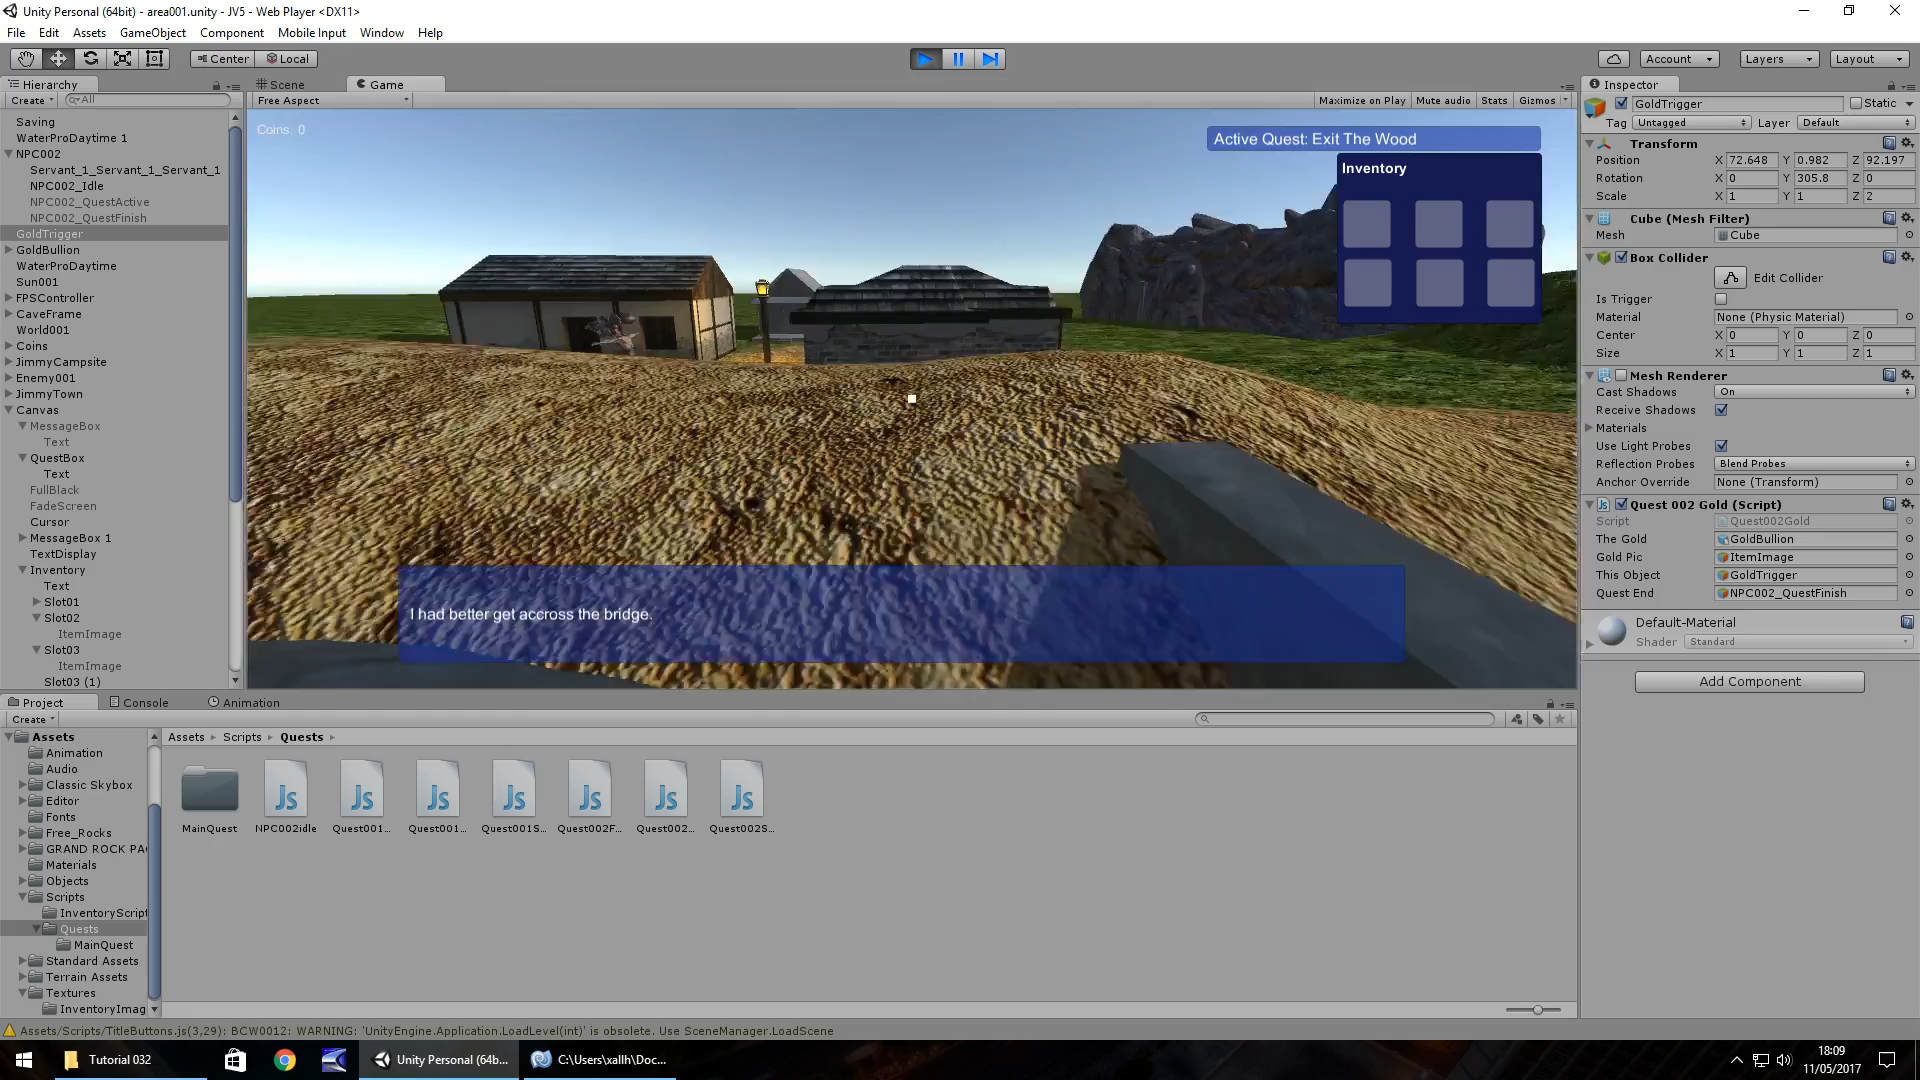 Unity Personal (64bit) - area001.unity - JV5 - Web Player <DX11>
File Edit Assets GameObject Component Mobile Input Window Help
Center Local
Account Layers Layout
Hierarchy
Create All
Saving
WaterProDaytime 1
NPC002
Servant_1_Servant_1_Servant_1
NPC002_Idle
NPC002_QuestActive
NPC002_QuestFinish
GoldTrigger
GoldBullion
WaterProDaytime
Sun001
FPSController
CaveFrame
World001
Coins
JimmyCampsite
Enemy001
JimmyTown
Canvas
MessageBox
Text
QuestBox
Text
FullBlack
FadeScreen
Cursor
MessageBox 1
TextDisplay
Inventory
Text
Slot01
Slot02
ItemImage
Slot03
ItemImage
Slot03 (1)
Scene Game
Free Aspect
Maximize on Play Mute audio Stats Gizmos
Coins: 0
Active Quest: Exit The Wood
Inventory
I had better get accross the bridge.
Inspector
GoldTrigger Static
Tag Untagged Layer Default
Transform
Position X 72.648 Y 0.982 Z 92.197
Rotation X 0 Y 305.8 Z 0
Scale X 1 Y 1 Z 2
Cube (Mesh Filter)
Mesh Cube
Box Collider
Edit Collider
Is Trigger
Material None (Physic Material)
Center X 0 Y 0 Z 0
Size X 1 Y 1 Z 1
Mesh Renderer
Cast Shadows On
Receive Shadows
Materials
Use Light Probes
Reflection Probes Blend Probes
Anchor Override None (Transform)
Quest 002 Gold (Script)
Script Quest002Gold
The Gold GoldBullion
Gold Pic ItemImage
This Object GoldTrigger
Quest End NPC002_QuestFinish
Default-Material
Shader Standard
Add Component
Project Console Animation
Create
Assets
Animation
Audio
Classic Skybox
Editor
Fonts
Free_Rocks
GRAND ROCK PA
Materials
Objects
Scripts
InventoryScript
Quests
MainQuest
Standard Assets
Terrain Assets
Textures
InventoryImag
Assets Scripts Quests
Js Js Js Js Js Js Js
MainQuest NPC002idle Quest001... Quest001... Quest001S... Quest002F... Quest002... Quest002S...
Assets/Scripts/TitleButtons.js(3,29): BCW0012: WARNING: 'UnityEngine.Application.LoadLevel(int)' is obsolete. Use SceneManager.LoadScene
Tutorial 032
Unity Personal (64b...
C:\Users\xallh\Doc...
18:09
11/05/2017